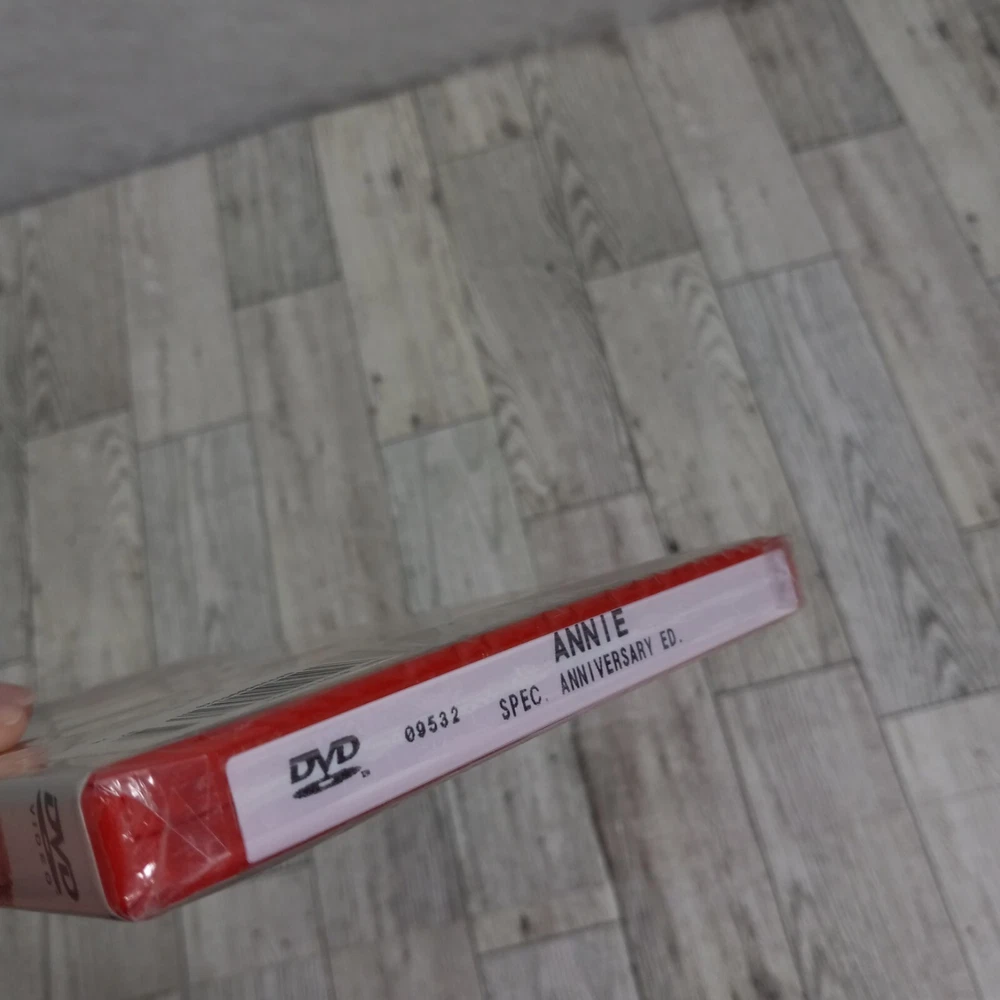 ANNIE
DVD 09532 SPEC. ANNIVERSARY ED.
DVD
VIDEO